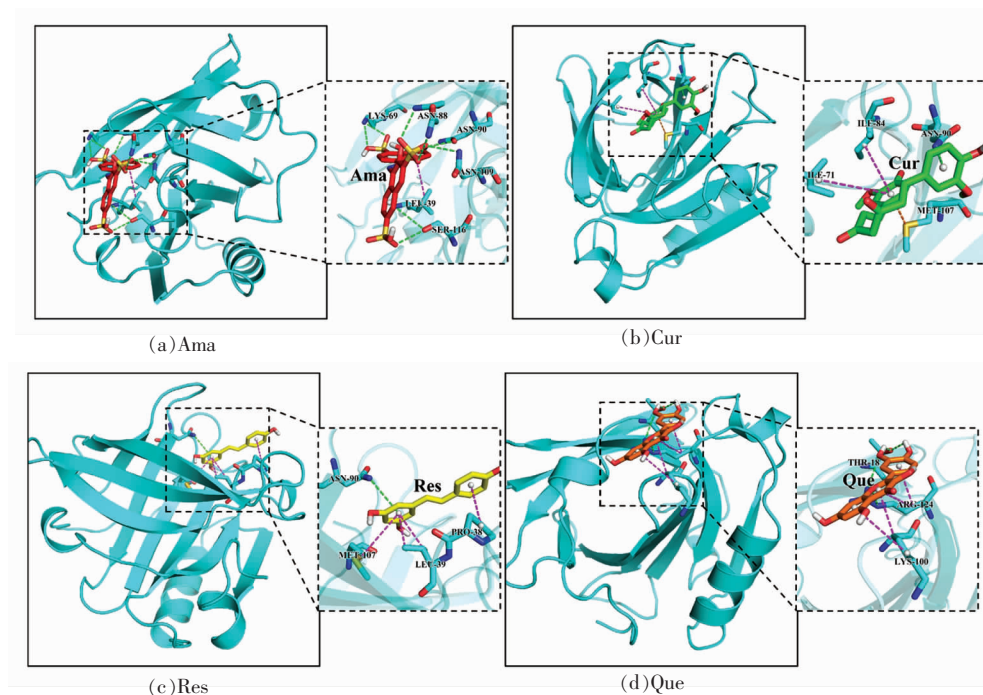 LYS-69
ASN-88
ASN-90
ASN-109
Ama
LEU-39
SER-116
(a)Ama
ILE-84
ASN-90
Cur
ILE-71
MET-107
(b)Cur
ASN-90
Res
PRO-38
MET-107
LEU-39
(c)Res
THR-18
Que
ARG-124
LYS-100
(d)Que